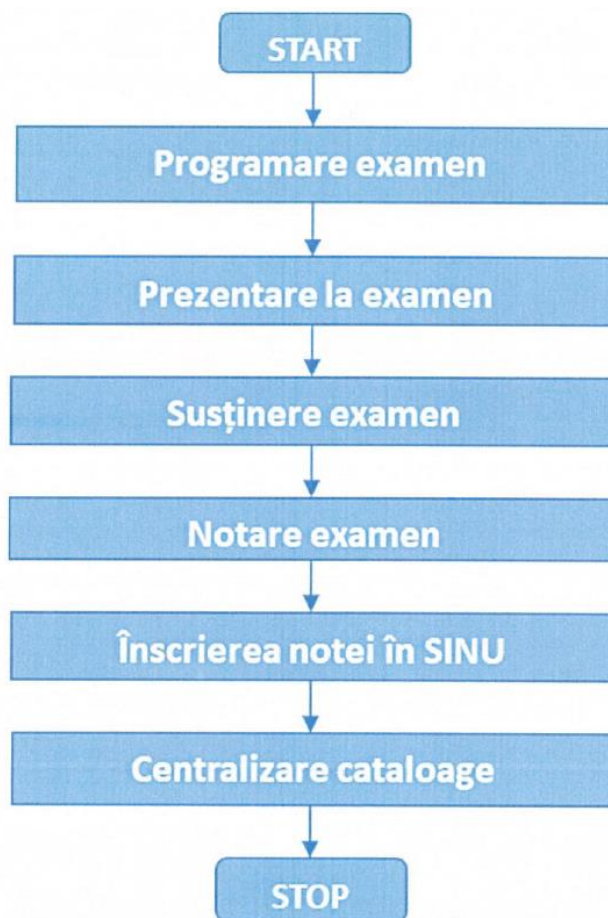 START
Programare examen
Prezentare la examen
Susținere examen
Notare examen
Înscrierea notei în SINU
Centralizare cataloage
STOP